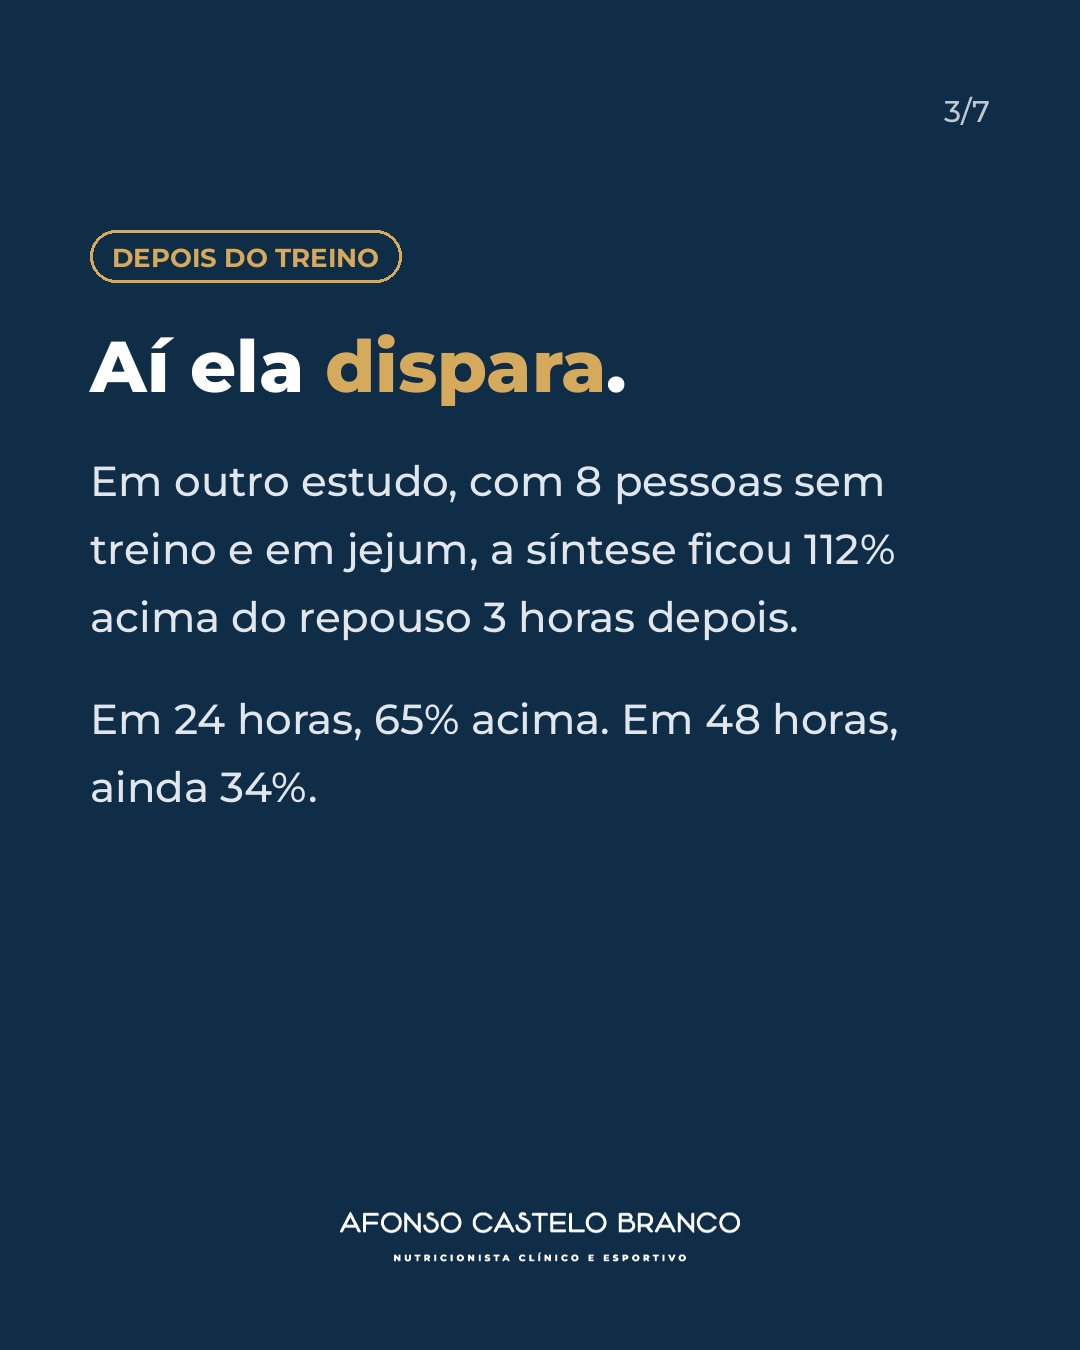 3/7
DEPOIS DO TREINO
Aí ela dispara.
Em outro estudo, com 8 pessoas sem
treino e em jejum, a síntese ficou 112%
acima do repouso 3 horas depois.
Em 24 horas, 65% acima. Em 48 horas,
ainda 34%.
AFONSO CASTELO BRANCO
NUTRICIONISTA CLÍNICO E ESPORTIVO